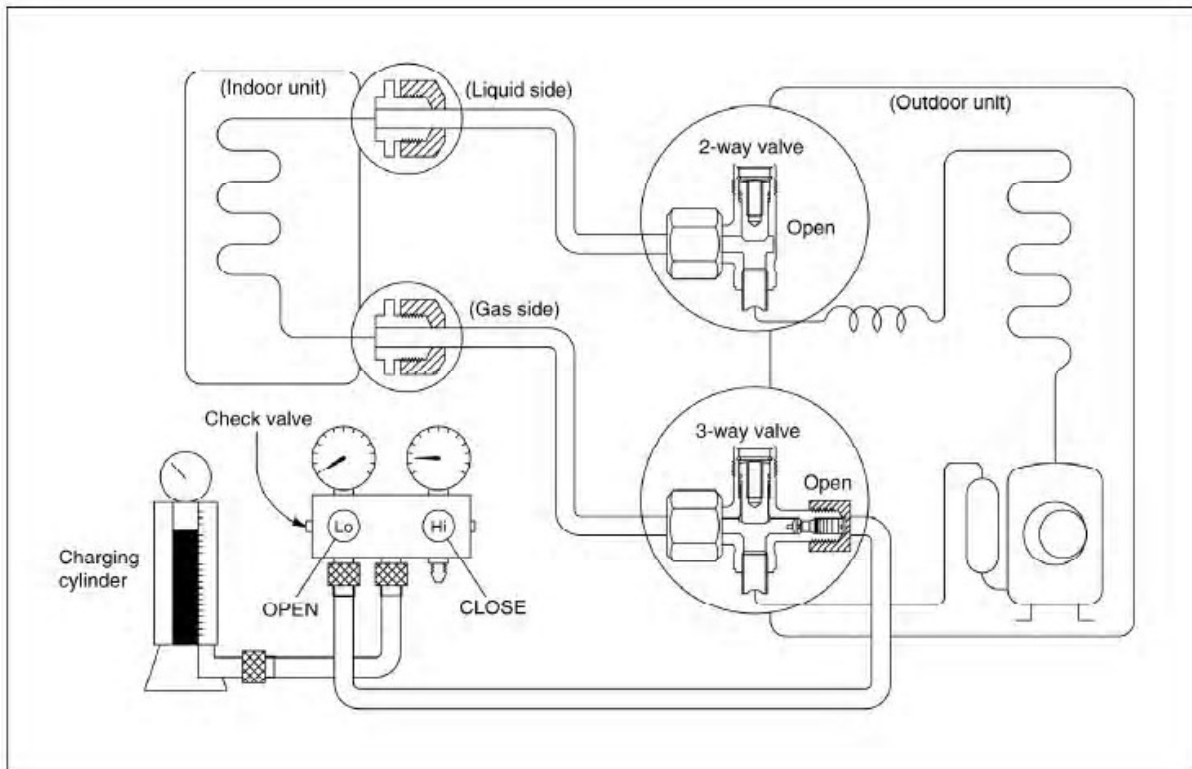 (Indoor unit)
(Liquid side)
(Outdoor unit)
2-way valve
Open
(Gas side)
Check valve
3-way valve
Open
Lo
Hi
Charging
cylinder
OPEN
CLOSE